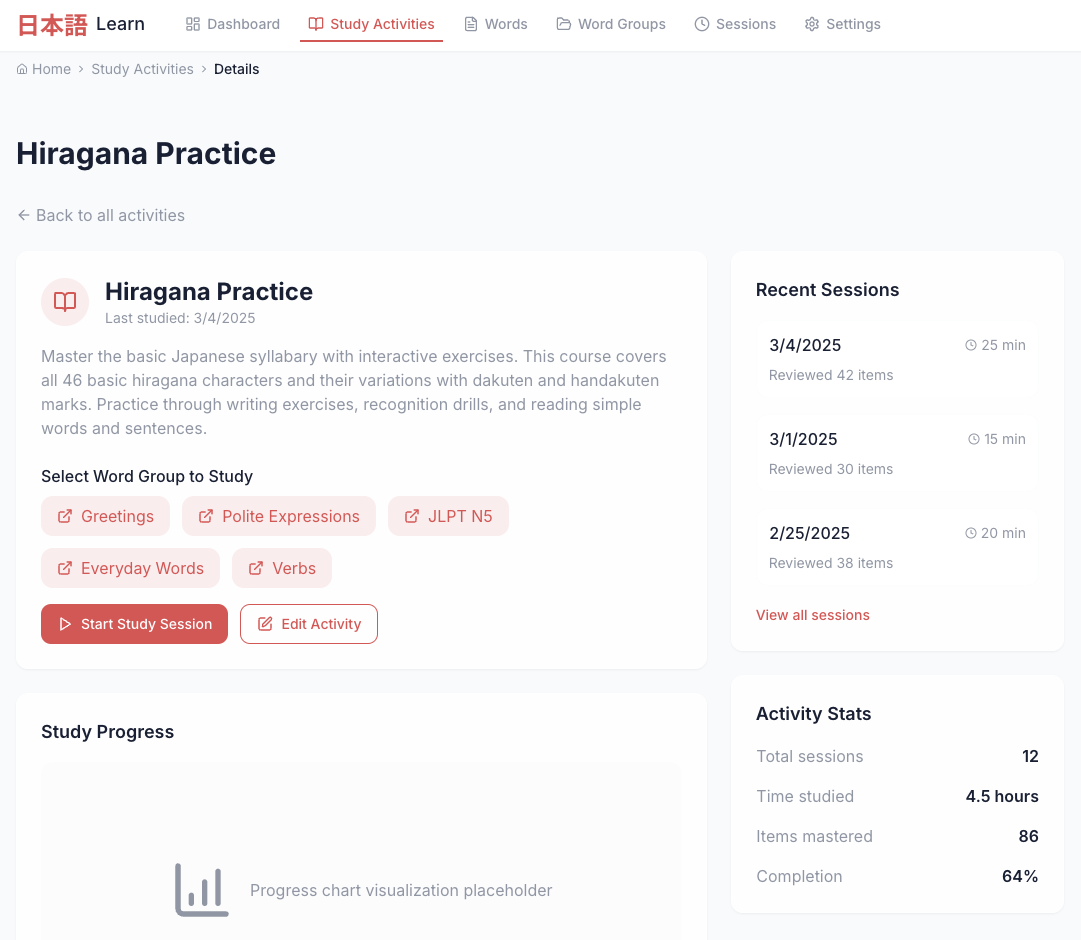 日本語 Learn Dashboard Study Activities Words Word Groups Sessions Settings
Home > Study Activities > Details
Hiragana Practice
← Back to all activities
Hiragana Practice
Last studied: 3/4/2025
Master the basic Japanese syllabary with interactive exercises. This course covers
all 46 basic hiragana characters and their variations with dakuten and handakuten
marks. Practice through writing exercises, recognition drills, and reading simple
words and sentences.
Select Word Group to Study
Greetings Polite Expressions JLPT N5
Everyday Words Verbs
Start Study Session Edit Activity
Study Progress
Progress chart visualization placeholder
Recent Sessions
3/4/2025 25 min
Reviewed 42 items
3/1/2025 15 min
Reviewed 30 items
2/25/2025 20 min
Reviewed 38 items
View all sessions
Activity Stats
Total sessions 12
Time studied 4.5 hours
Items mastered 86
Completion 64%